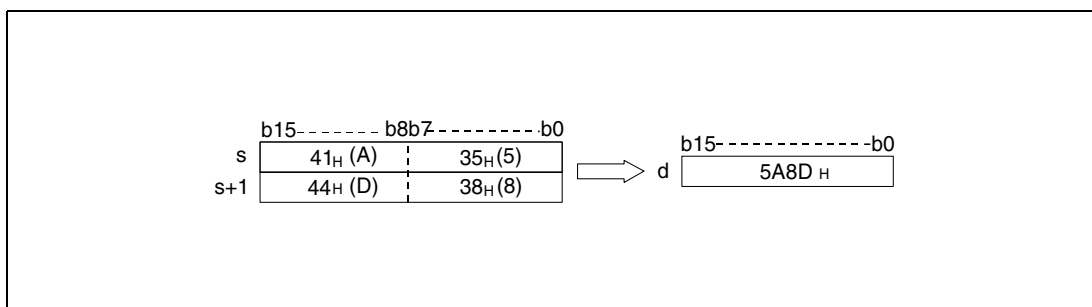 b15 b8b7 b0
s 41H (A) 35H (5)
s+1 44H (D) 38H (8)
b15 b0
d 5A8D H